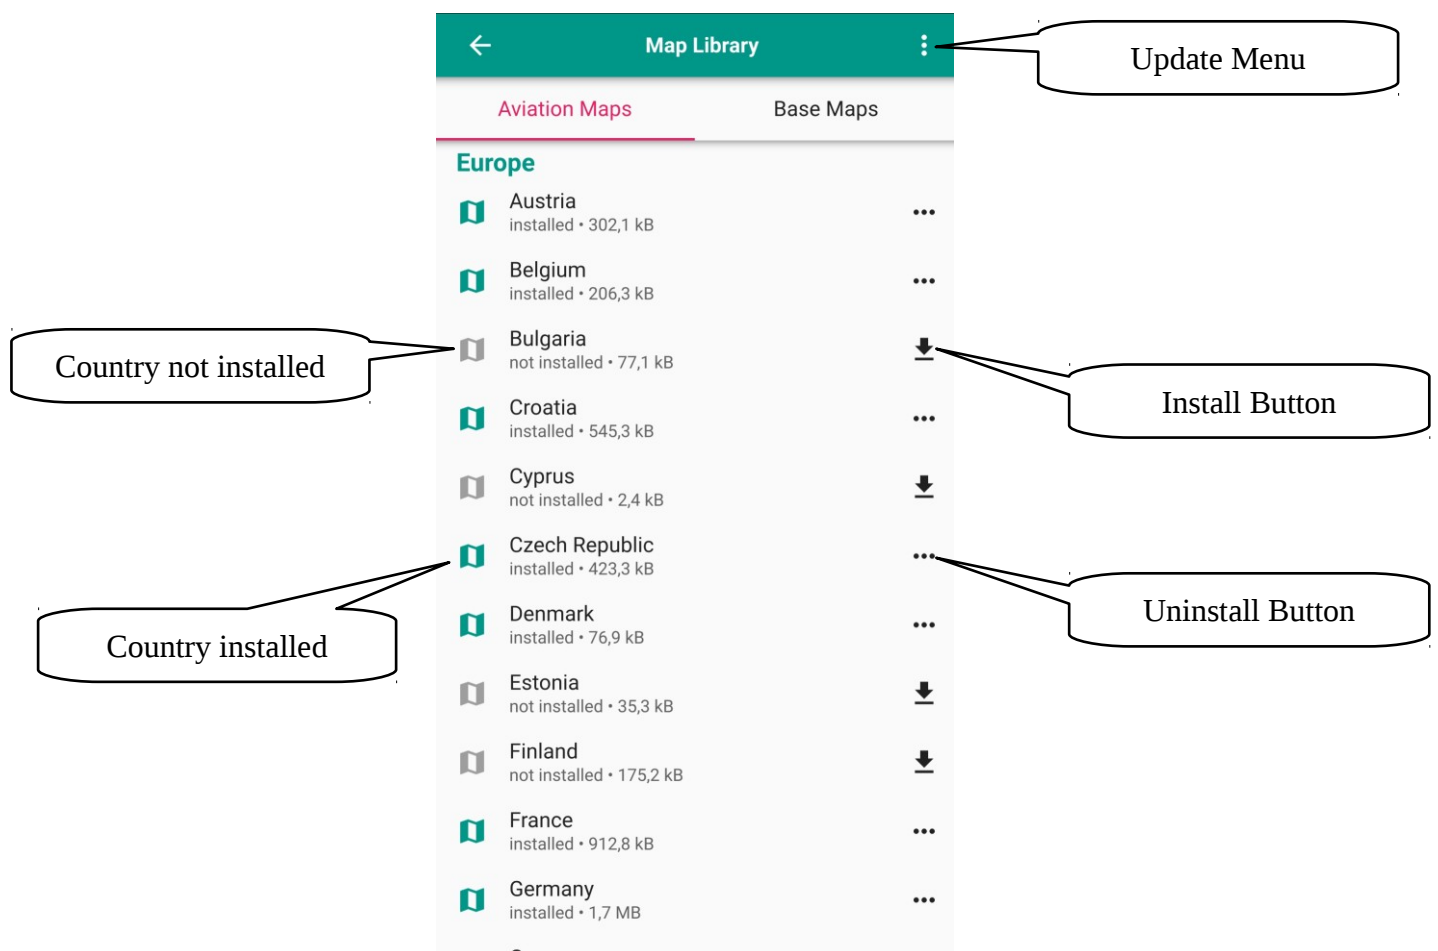 Map Library
Update Menu
Aviation Maps
Base Maps
Europe
Austria
installed • 302,1 kB
Belgium
installed • 206,3 kB
Bulgaria
not installed • 77,1 kB
Country not installed
Install Button
Croatia
installed • 545,3 kB
Cyprus
not installed • 2,4 kB
Czech Republic
installed • 423,3 kB
Uninstall Button
Denmark
installed • 76,9 kB
Country installed
Estonia
not installed • 35,3 kB
Finland
not installed • 175,2 kB
France
installed • 912,8 kB
Germany
installed • 1,7 MB